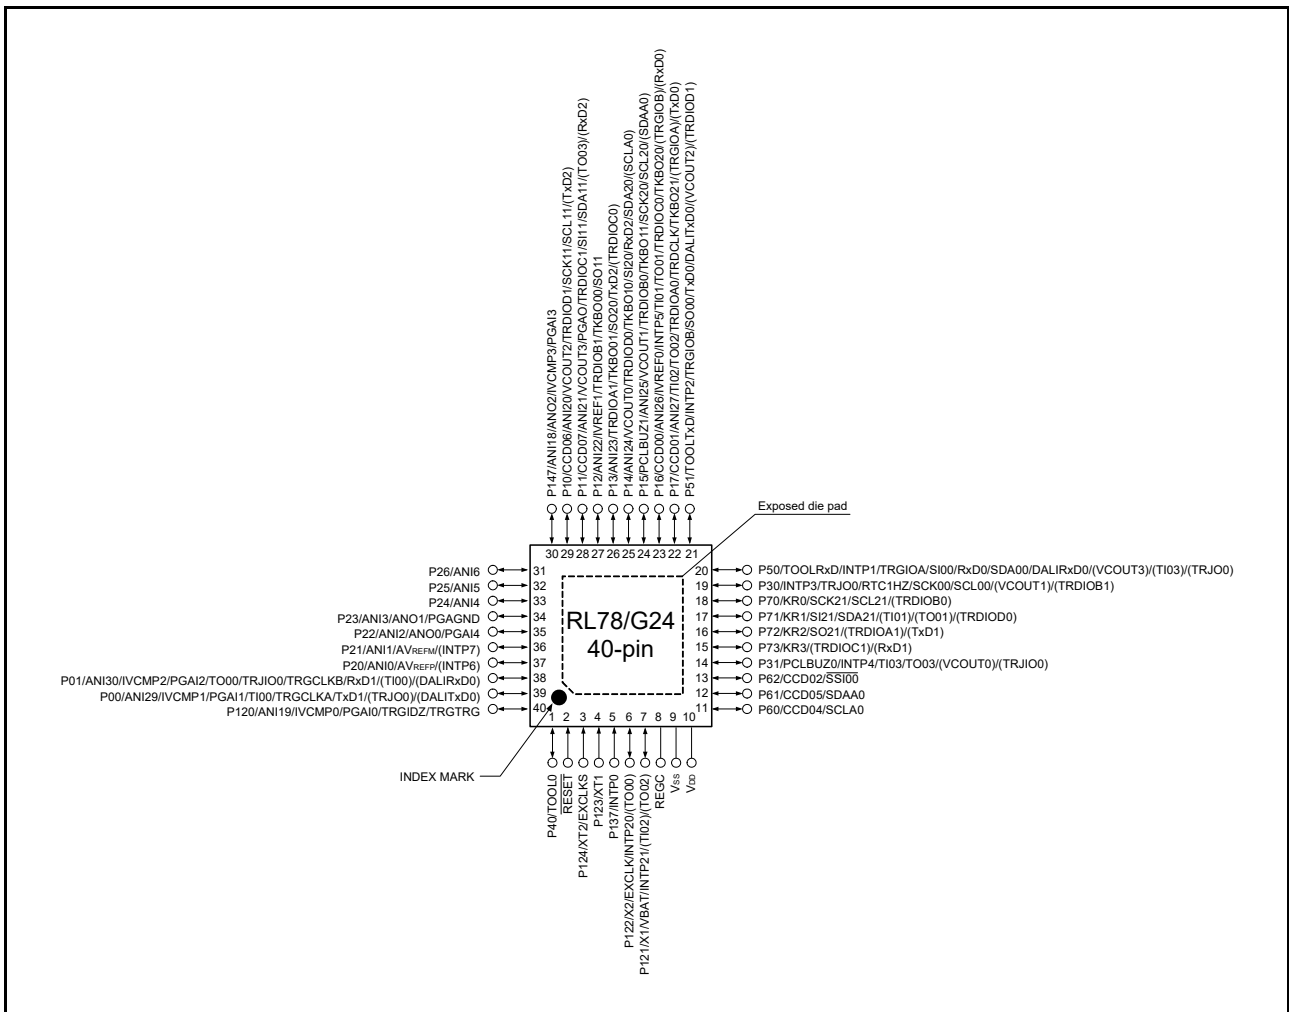 P147/ANI18/ANO2/IVCMP3/PGAI3
P10/CCD06/ANI20/VCOUT2/TRDIOD1/SCK11/SCL11/(TxD2)
P11/CCD07/ANI21/VCOUT3/PGAO/TRDIOC1/SI11/SDA11/(TO03)/(RxD2)
P12/ANI22/IVREF1/TRDIOB1/TKBO00/SO11
P13/ANI23/TRDIOA1/TKBO01/SO20/TxD2/(TRDIOC0)
P14/ANI24/VCOUT0/TRDIOD0/TKBO10/SI20/RxD2/SDA20/(SCLA0)
P15/PCLBUZ1/ANI25/VCOUT1/TRDIOB0/TKBO11/SCK20/SCL20/(SDAA0)
P16/CCD00/ANI26/IVREF0/INTP5/TI01/TO01/TRDIOC0/TKBO20/(TRGIOB)/(RxD0)
P17/CCD01/ANI27/TI02/TO02/TRDIOA0/TRDCLK/TKBO21/(TRGIOA)/(TxD0)
P51/TOOLTxD/INTP2/TRGIOB/SO00/TxD0/DALITxD0/(VCOUT2)/(TRDIOD1)
Exposed die pad
30 29 28 27 26 25 24 23 22 21
P26/ANI6 31
P25/ANI5 32
P24/ANI4 33
P23/ANI3/ANO1/PGAGND 34
P22/ANI2/ANO0/PGAI4 35
P21/ANI1/AVREFM/(INTP7) 36
P20/ANI0/AVREFP/(INTP6) 37
P01/ANI30/IVCMP2/PGAI2/TO00/TRJIO0/TRGCLKB/RxD1/(TI00)/(DALIRxD0) 38
P00/ANI29/IVCMP1/PGAI1/TI00/TRGCLKA/TxD1/(TRJO0)/(DALITxD0) 39
P120/ANI19/IVCMP0/PGAI0/TRGIDZ/TRGTRG 40
RL78/G24
40-pin
20 P50/TOOLRxD/INTP1/TRGIOA/SI00/RxD0/SDA00/DALIRxD0/(VCOUT3)/(TI03)/(TRJO0)
19 P30/INTP3/TRJO0/RTC1HZ/SCK00/SCL00/(VCOUT1)/(TRDIOB1)
18 P70/KR0/SCK21/SCL21/(TRDIOB0)
17 P71/KR1/SI21/SDA21/(TI01)/(TO01)/(TRDIOD0)
16 P72/KR2/SO21/(TRDIOA1)/(TxD1)
15 P73/KR3/(TRDIOC1)/(RxD1)
14 P31/PCLBUZ0/INTP4/TI03/TO03/(VCOUT0)/(TRJIO0)
13 P62/CCD02/SSI00
12 P61/CCD05/SDAA0
11 P60/CCD04/SCLA0
1 2 3 4 5 6 7 8 9 10
INDEX MARK
P40/TOOL0
RESET
P124/XT2/EXCLKS
P123/XT1
P137/INTP0
P122/X2/EXCLK/INTP20/(TO00)
P121/X1/VBAT/INTP21/(TI02)/(TO02)
REGC
VSS
VDD